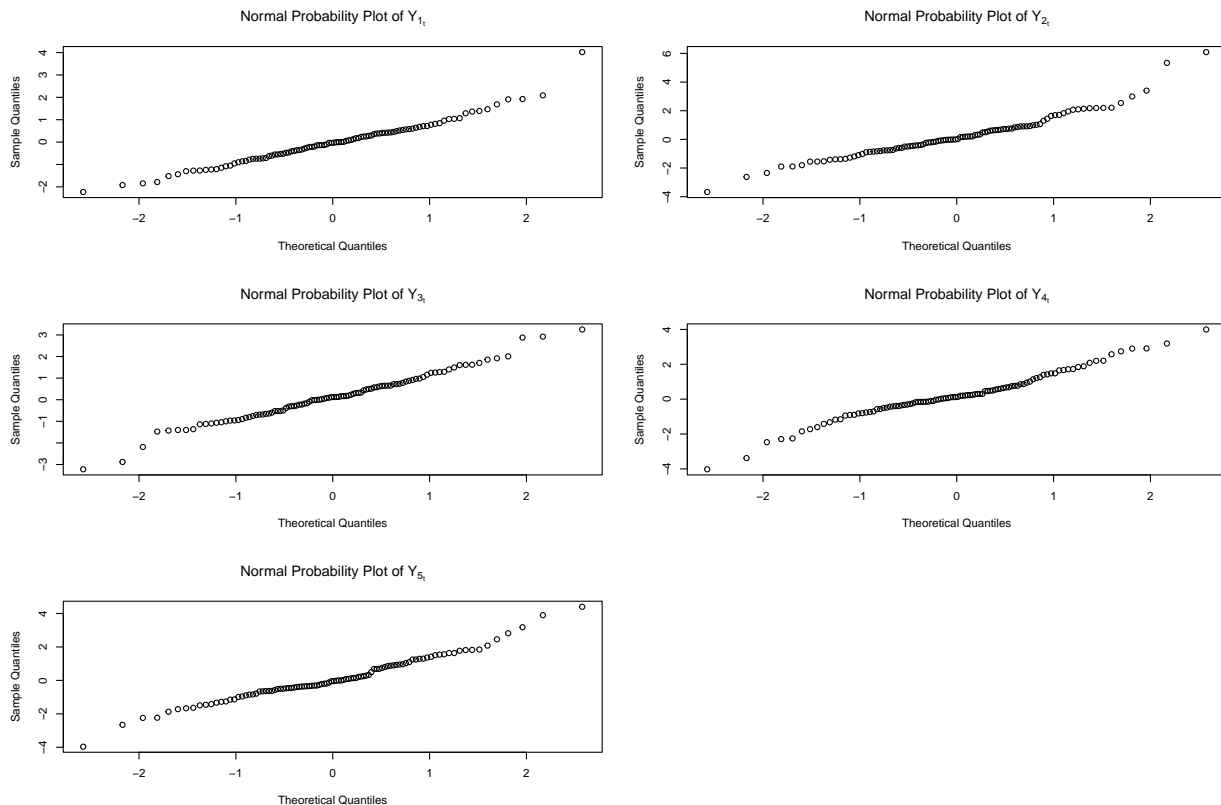 Normal Probability Plot of Y1t
Sample Quantiles
4
3
2
1
0
−2
−2 −1 0 1 2
Theoretical Quantiles
Normal Probability Plot of Y2t
Sample Quantiles
6
4
2
0
−2
−4
−2 −1 0 1 2
Theoretical Quantiles
Normal Probability Plot of Y3t
Sample Quantiles
3
2
1
0
−1
−3
−2 −1 0 1 2
Theoretical Quantiles
Normal Probability Plot of Y4t
Sample Quantiles
4
2
0
−2
−4
−2 −1 0 1 2
Theoretical Quantiles
Normal Probability Plot of Y5t
Sample Quantiles
4
2
0
−2
−4
−2 −1 0 1 2
Theoretical Quantiles